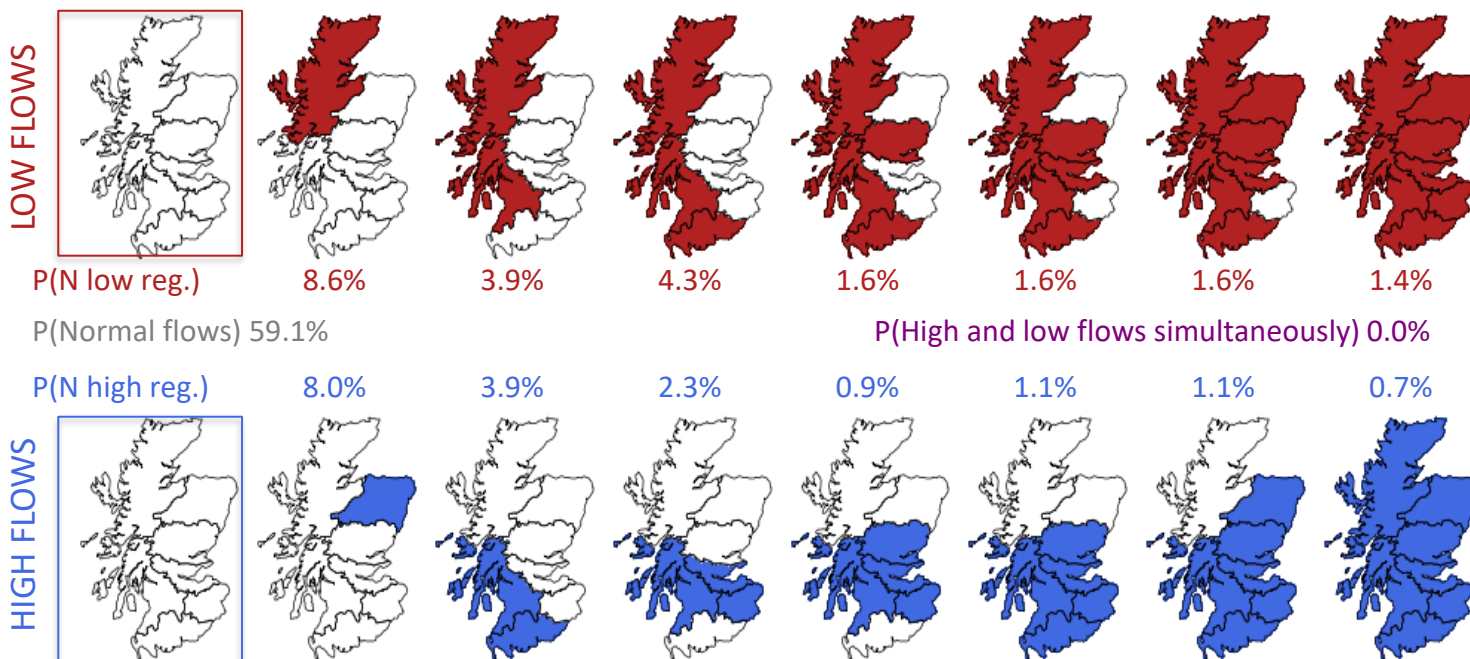 LOW FLOWS
P(N low reg.) 8.6% 3.9% 4.3% 1.6% 1.6% 1.6% 1.4%
P(Normal flows) 59.1% P(High and low flows simultaneously) 0.0%
P(N high reg.) 8.0% 3.9% 2.3% 0.9% 1.1% 1.1% 0.7%
HIGH FLOWS